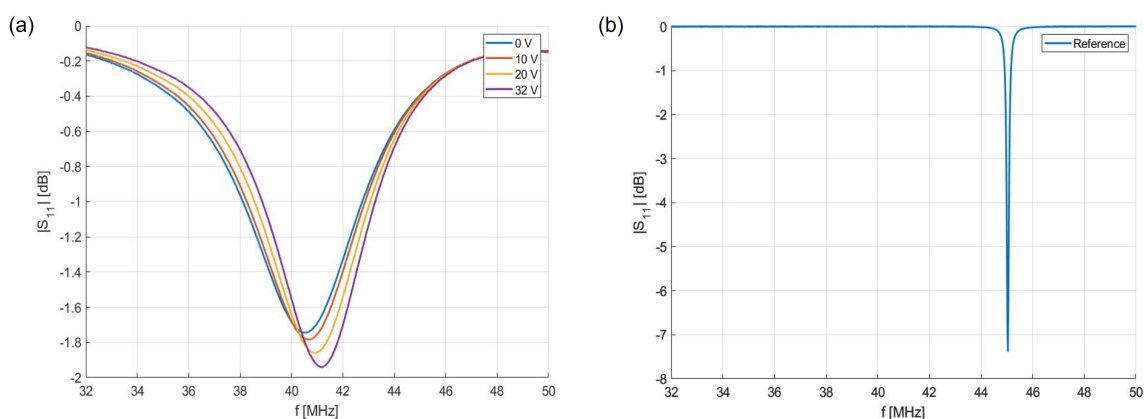 (a)
0
-0.2
-0.4
-0.6
-0.8
-1
-1.2
-1.4
-1.6
-1.8
-2
|S11| [dB]
32 34 36 38 40 42 44 46 48 50
f [MHz]
0 V
10 V
20 V
32 V
(b)
0
-1
-2
-3
-4
-5
-6
-7
-8
|S11| [dB]
32 34 36 38 40 42 44 46 48 50
f [MHz]
Reference